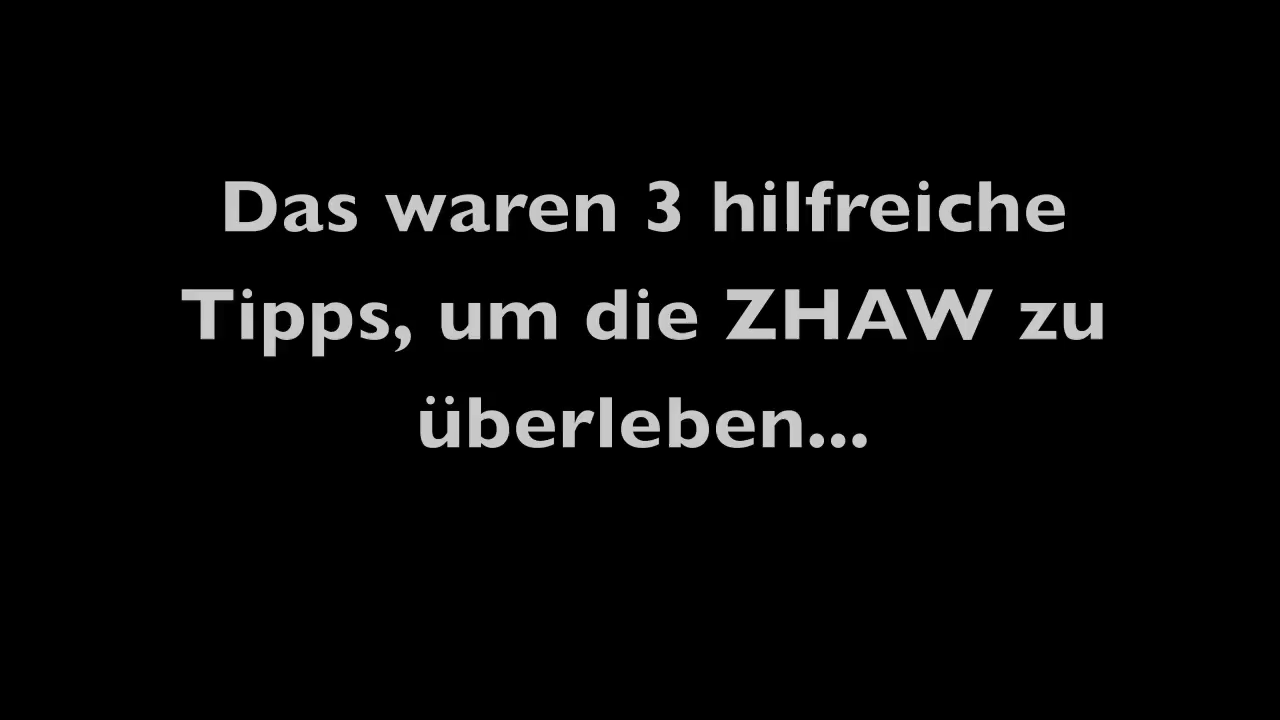 Das waren 3 hilfreiche
Tipps, um die ZHAW zu
überleben...